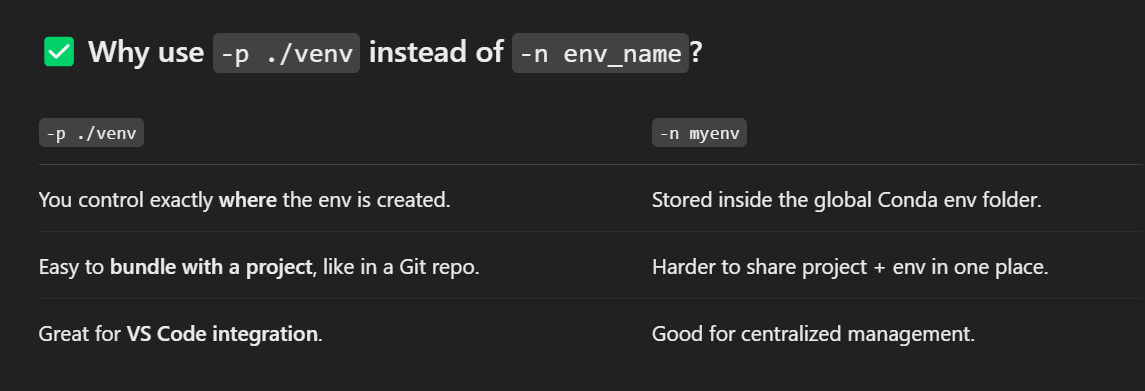 ✅ Why use -p ./venv instead of -n env_name?
-p ./venv -n myenv
You control exactly where the env is created. Stored inside the global Conda env folder.
Easy to bundle with a project, like in a Git repo. Harder to share project + env in one place.
Great for VS Code integration. Good for centralized management.